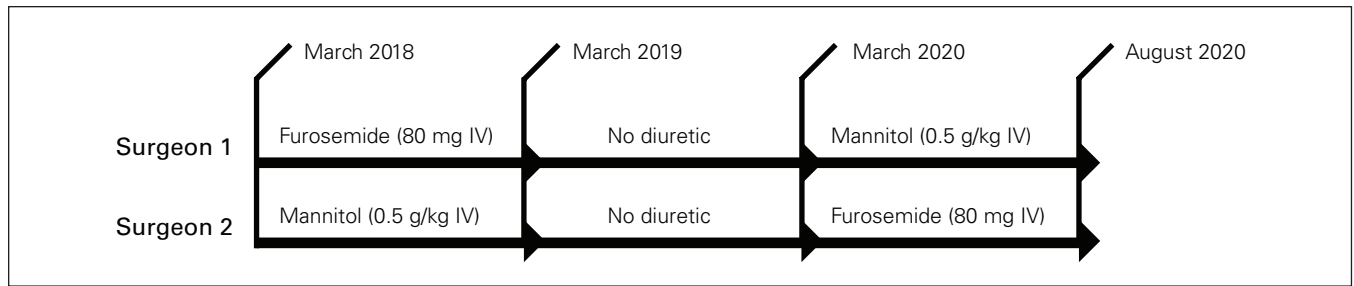 March 2018 March 2019 March 2020 August 2020
Surgeon 1 Furosemide (80 mg IV) No diuretic Mannitol (0.5 g/kg IV)
Surgeon 2 Mannitol (0.5 g/kg IV) No diuretic Furosemide (80 mg IV)